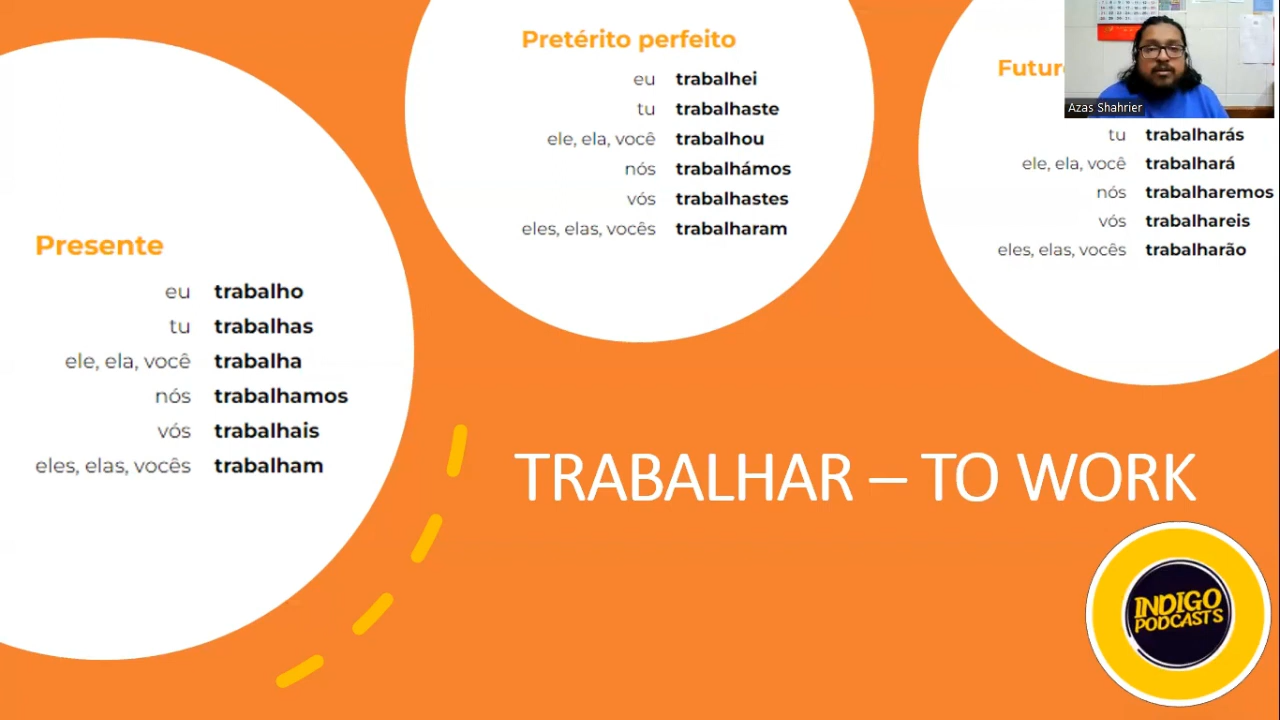 Presente
eu trabalho
tu trabalhas
ele, ela, você trabalha
nós trabalhamos
vós trabalhais
eles, elas, vocês trabalham
Pretérito perfeito
eu trabalhei
tu trabalhaste
ele, ela, você trabalhou
nós trabalhámos
vós trabalhastes
eles, elas, vocês trabalharam
tu trabalharás
ele, ela, você trabalhará
nós trabalharemos
vós trabalhareis
eles, elas, vocês trabalharão
Azas Shahrier
TRABALHAR – TO WORK
INDIGO
PODCASTS